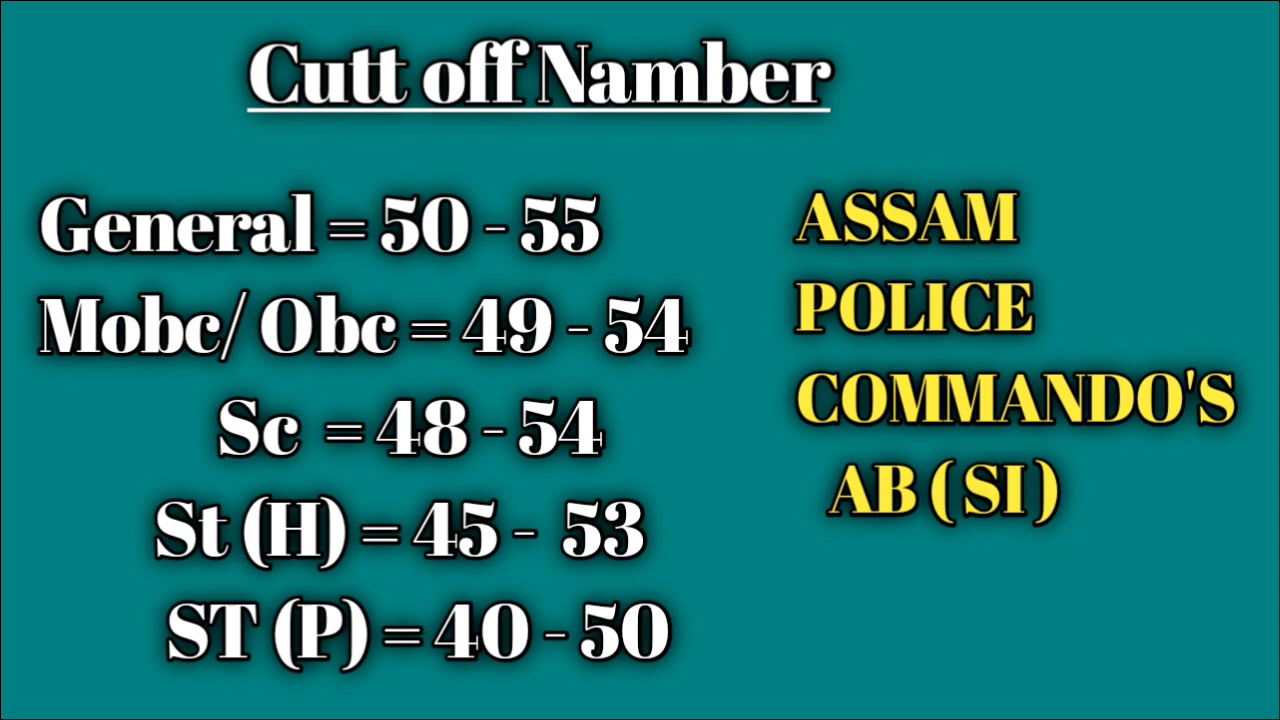 Cutt off Namber
General = 50 - 55
Mobc/ Obc = 49 - 54
Sc = 48 - 54
St (H) = 45 - 53
ST (P) = 40 - 50
ASSAM
POLICE
COMMANDO'S
AB ( SI )